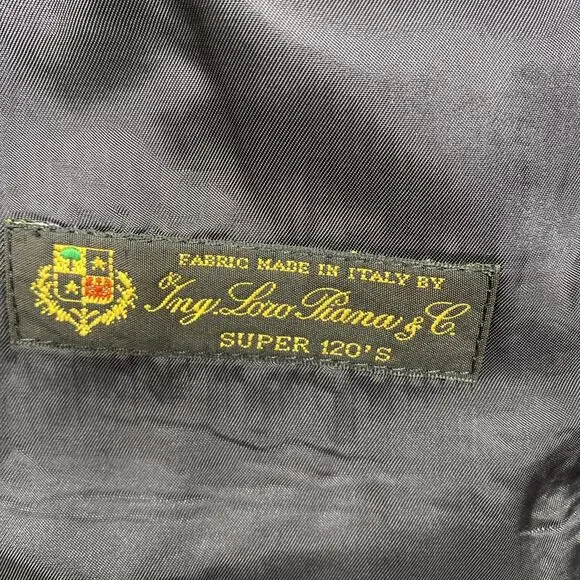 FABRIC MADE IN ITALY BY
Ing. Loro Piana & C.
SUPER 120'S